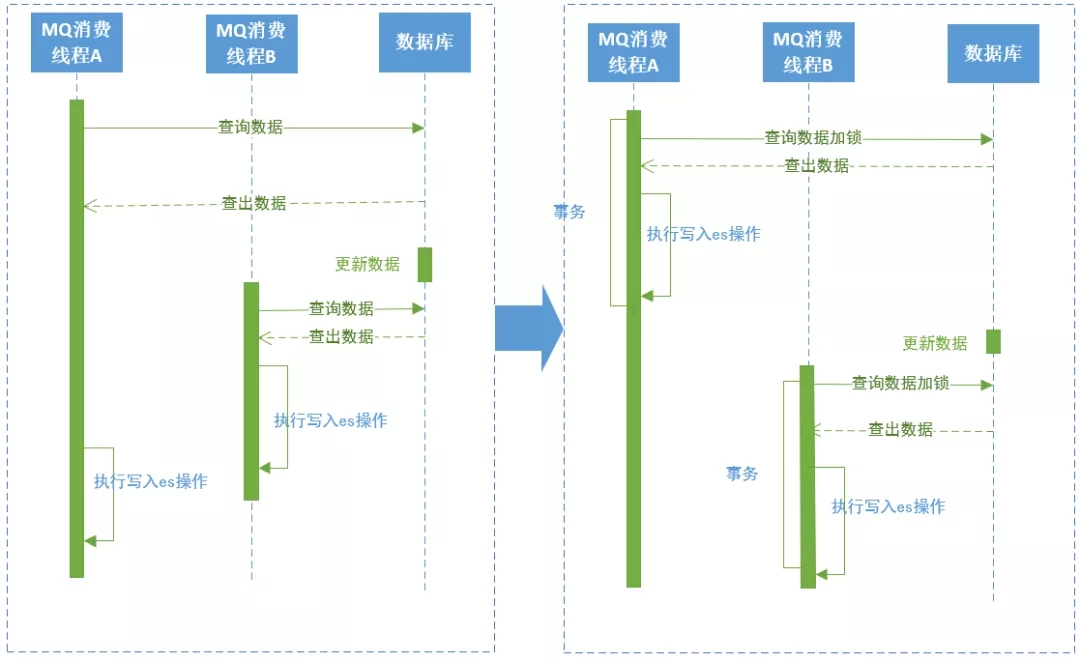 MQ消费
线程A
MQ消费
线程B
数据库
查询数据
查出数据
更新数据
查询数据
查出数据
执行写入es操作
执行写入es操作
MQ消费
线程A
MQ消费
线程B
数据库
查询数据加锁
查出数据
事务
执行写入es操作
更新数据
查询数据加锁
查出数据
事务
执行写入es操作